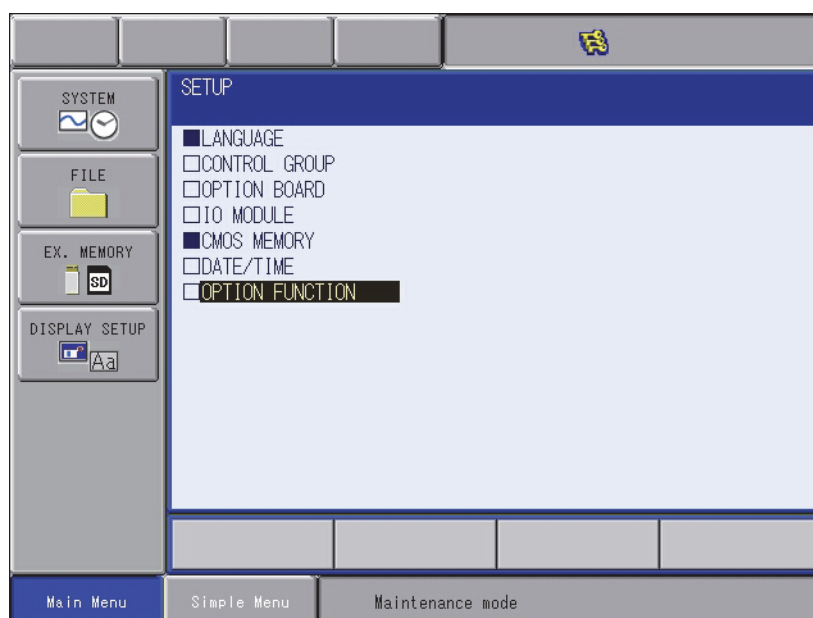 SYSTEM
FILE
EX. MEMORY
SD
DISPLAY SETUP
Aa
SETUP
LANGUAGE
CONTROL GROUP
OPTION BOARD
IO MODULE
CMOS MEMORY
DATE/TIME
OPTION FUNCTION
Main Menu
Simple Menu
Maintenance mode